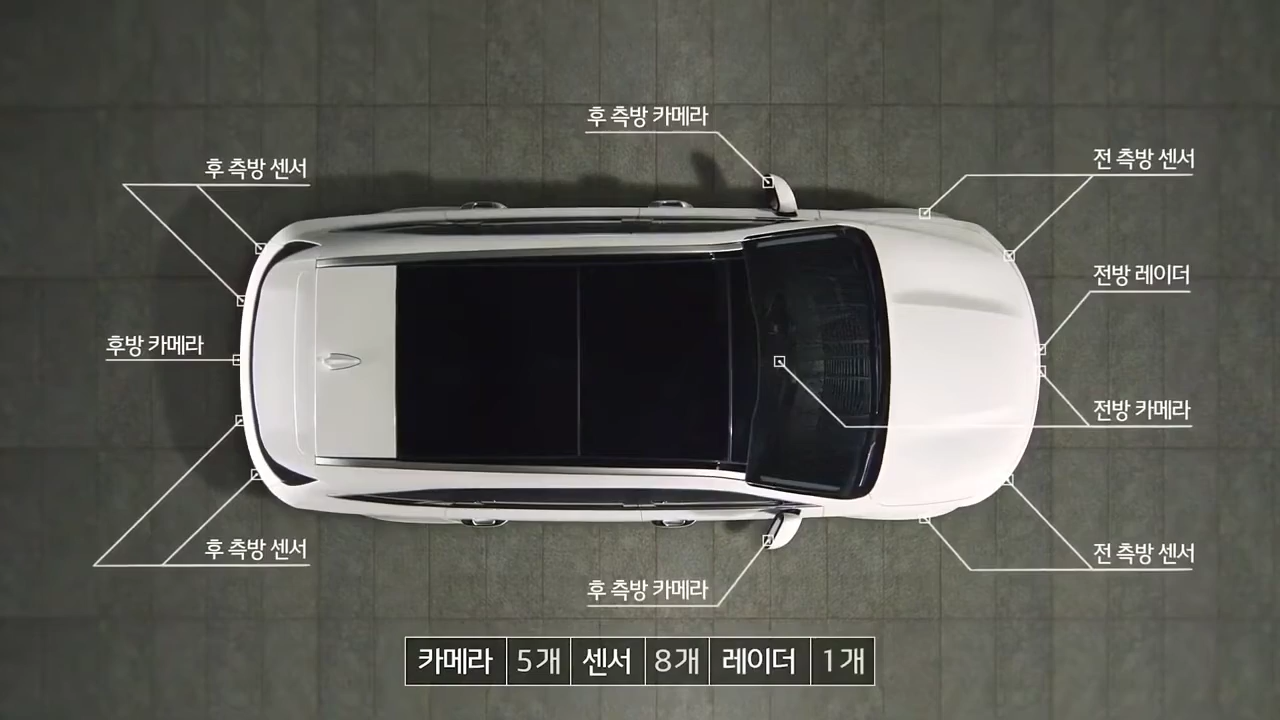 후 측방 카메라
전 측방 센서
후 측방 센서
전방 레이더
후방 카메라
전방 카메라
후 측방 센서
전 측방 센서
후 측방 카메라
카메라 5개 센서 8개 레이더 1개